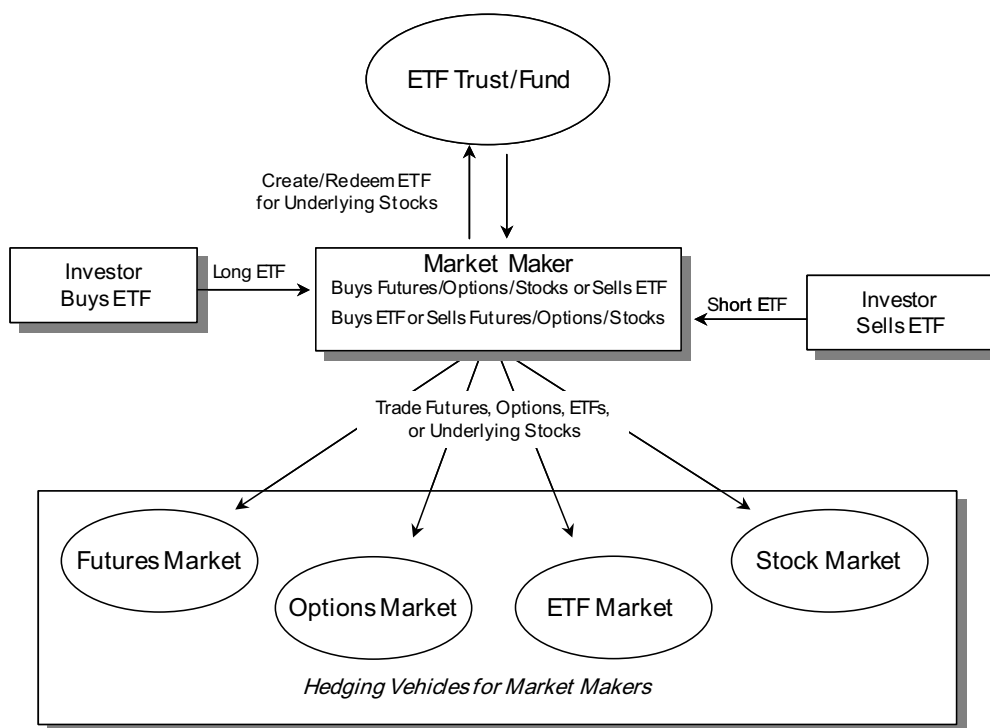 ETF Trust/Fund
Create/Redeem ETF
for Underlying Stocks
Investor
Buys ETF
Long ETF
Market Maker
Buys Futures/Options/Stocks or Sells ETF
Buys ETF or Sells Futures/Options/Stocks
Short ETF
Investor
Sells ETF
Trade Futures, Options, ETFs,
or Underlying Stocks
Futures Market
Options Market
ETF Market
Stock Market
Hedging Vehicles for Market Makers